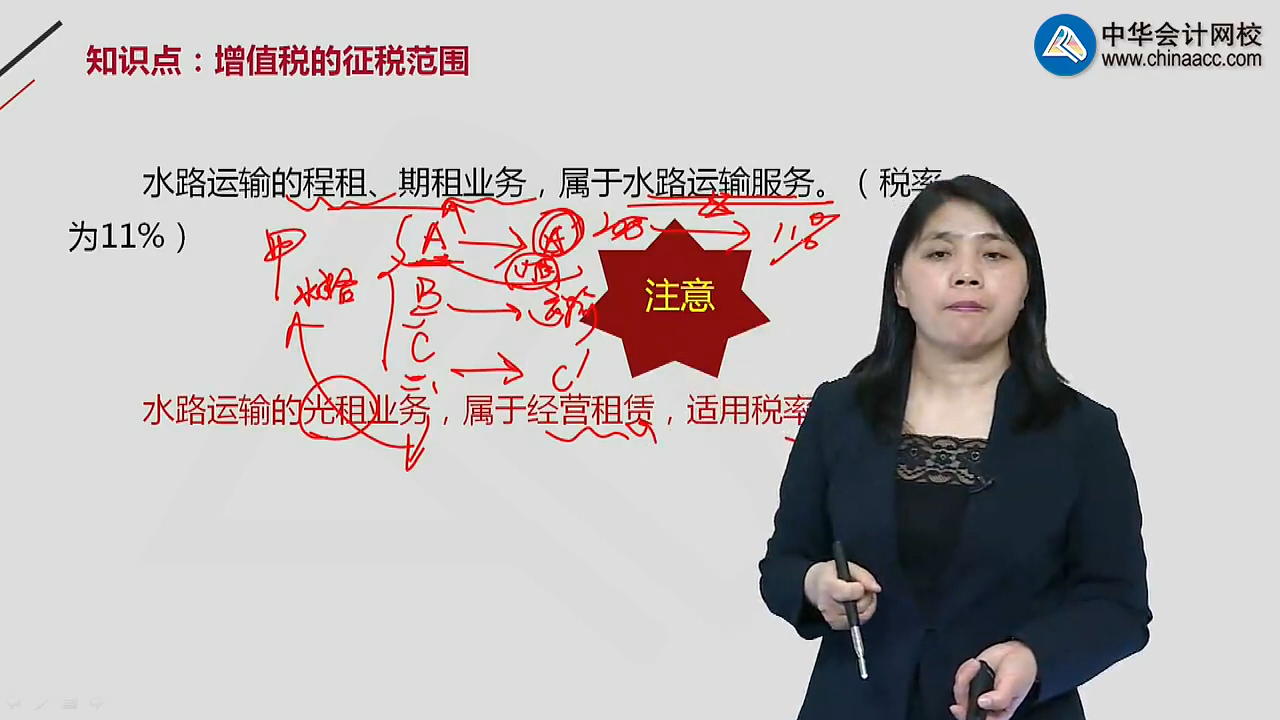 知识点：增值税的征税范围
中华会计网校
www.chinaacc.com
水路运输的程租、期租业务，属于水路运输服务。（税率
为11%）
甲
A
11%
注意
水运
B
运输
A
C
C
水路运输的光租业务，属于经营租赁，适用税率